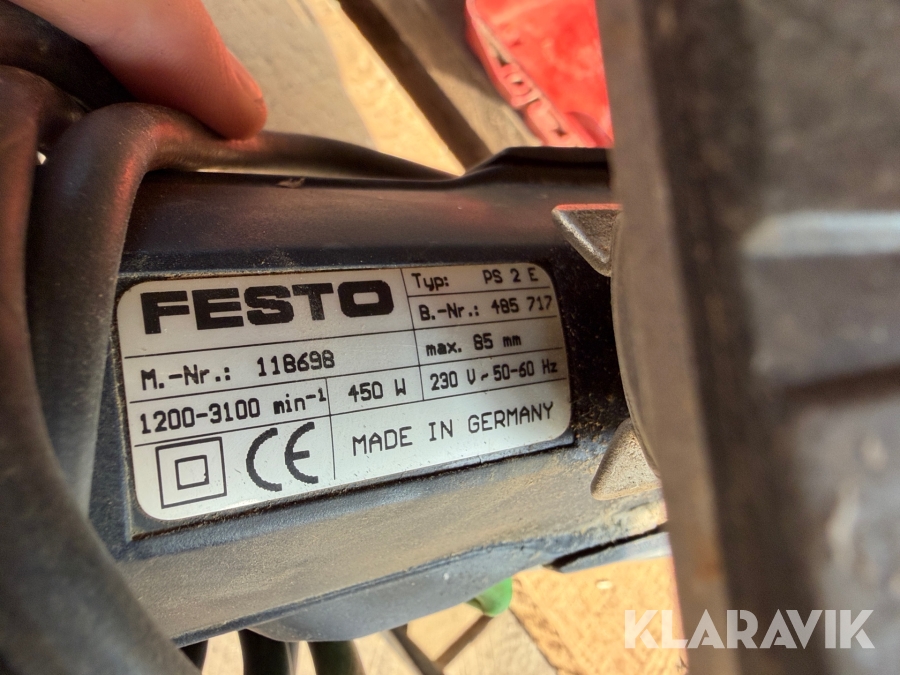 FESTO
Typ: PS 2 E
B.-Nr.: 485 717
M.-Nr.: 118698
max. 65 mm
1200-3100 min-1
450 W
230 V ~ 50-60 Hz
CE
MADE IN GERMANY
KLARAVIK